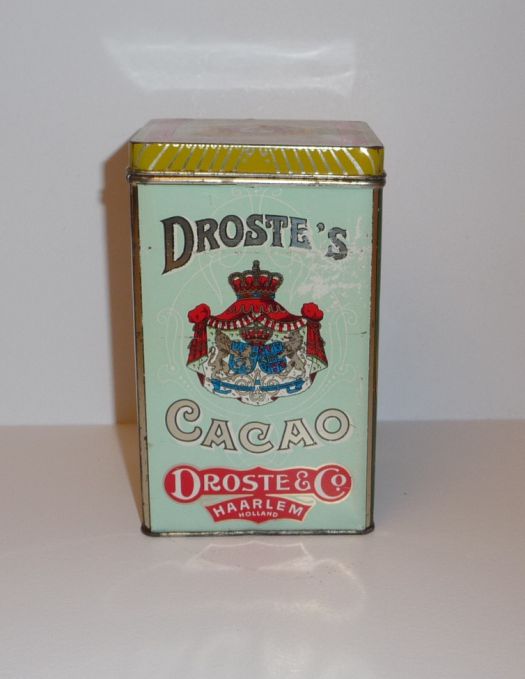 DROSTE'S
CACAO
DROSTE & Co
HAARLEM
HOLLAND